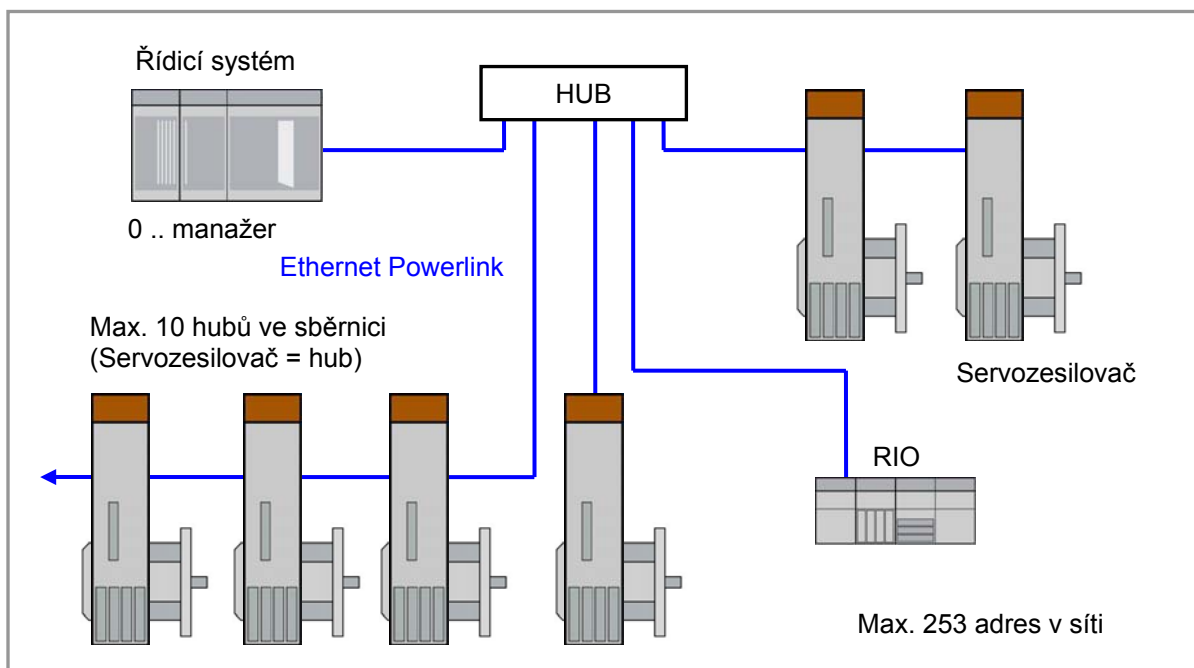 Řídicí systém
HUB
0 .. manažer
Ethernet Powerlink
Max. 10 hubů ve sběrnici
(Servozesilovač = hub)
Servozesilovač
RIO
Max. 253 adres v síti